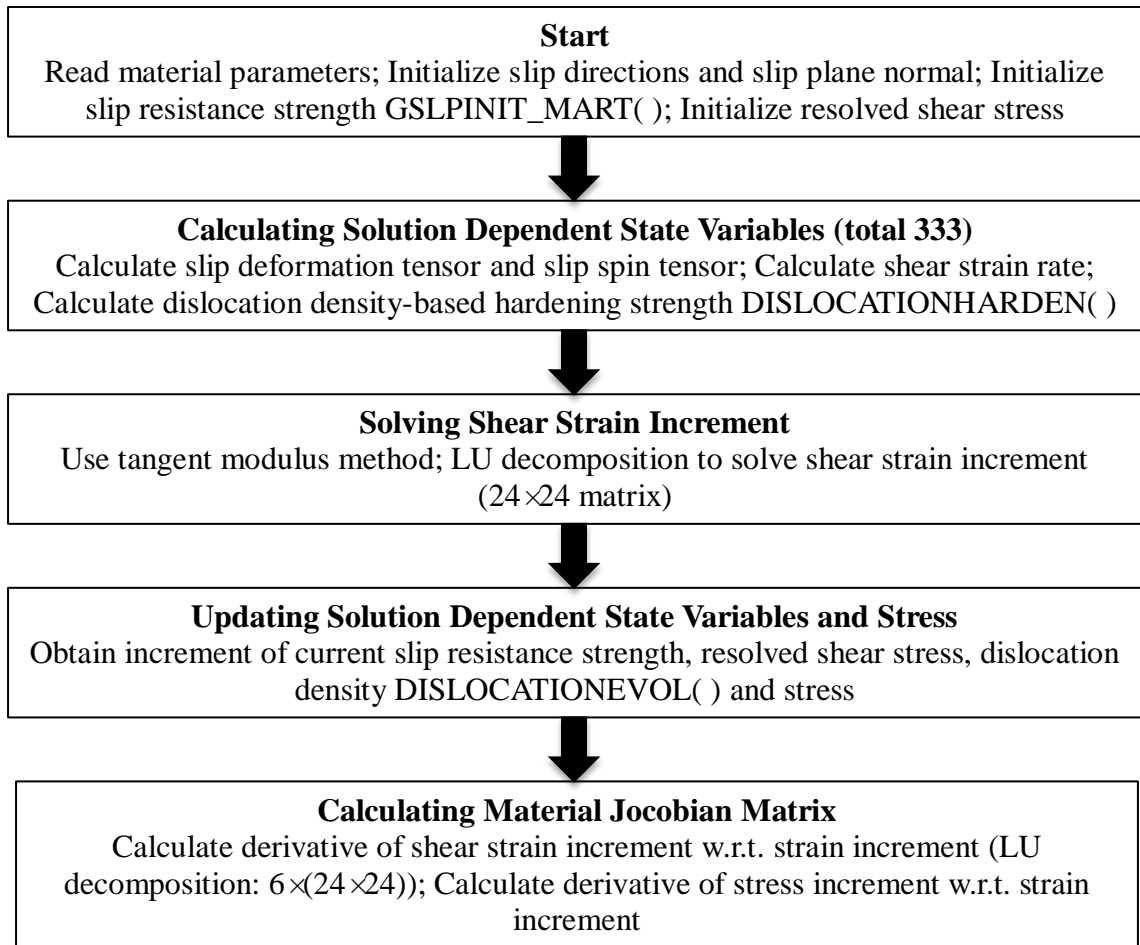 Start
Read material parameters; Initialize slip directions and slip plane normal; Initialize
slip resistance strength GSLPINIT_MART( ); Initialize resolved shear stress
Calculating Solution Dependent State Variables (total 333)
Calculate slip deformation tensor and slip spin tensor; Calculate shear strain rate;
Calculate dislocation density-based hardening strength DISLOCATIONHARDEN( )
Solving Shear Strain Increment
Use tangent modulus method; LU decomposition to solve shear strain increment
(24×24 matrix)
Updating Solution Dependent State Variables and Stress
Obtain increment of current slip resistance strength, resolved shear stress, dislocation
density DISLOCATIONEVOL( ) and stress
Calculating Material Jocobian Matrix
Calculate derivative of shear strain increment w.r.t. strain increment (LU
decomposition: 6×(24×24)); Calculate derivative of stress increment w.r.t. strain
increment